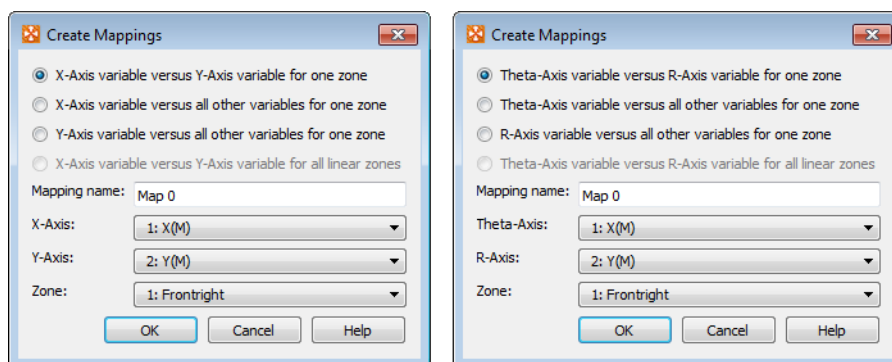 Create Mappings
X-Axis variable versus Y-Axis variable for one zone
X-Axis variable versus all other variables for one zone
Y-Axis variable versus all other variables for one zone
X-Axis variable versus Y-Axis variable for all linear zones
Mapping name: Map 0
X-Axis: 1: X(M)
Y-Axis: 2: Y(M)
Zone: 1: Frontright
OK Cancel Help
Create Mappings
Theta-Axis variable versus R-Axis variable for one zone
Theta-Axis variable versus all other variables for one zone
R-Axis variable versus all other variables for one zone
Theta-Axis variable versus R-Axis variable for all linear zones
Mapping name: Map 0
Theta-Axis: 1: X(M)
R-Axis: 2: Y(M)
Zone: 1: Frontright
OK Cancel Help